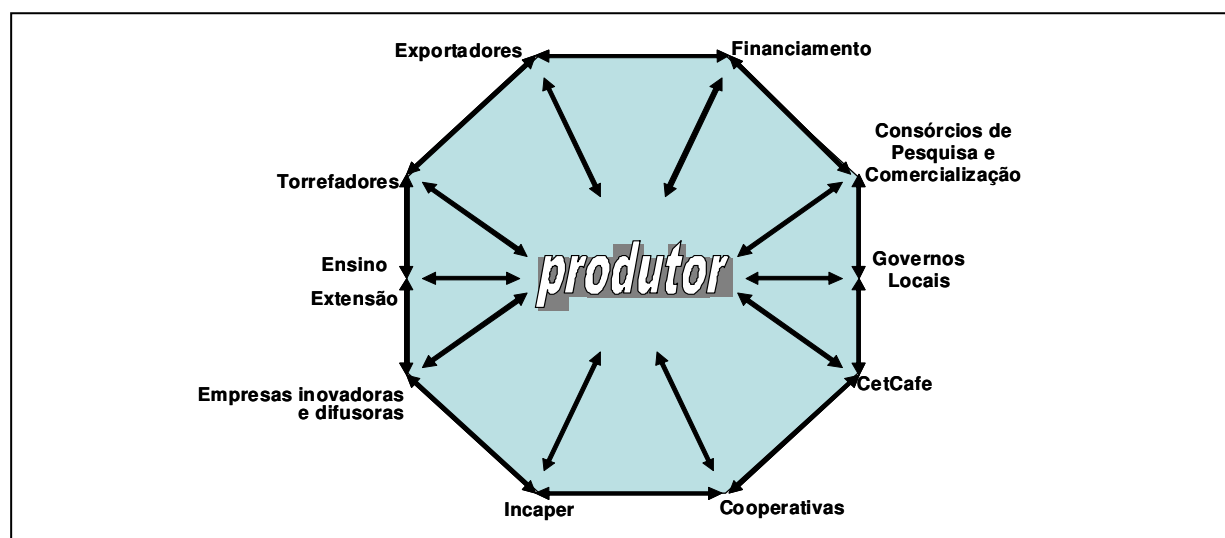 Exportadores
Financiamento
Consórcios de
Pesquisa e
Comercialização
Torrefadores
Ensino
Extensão
produtor
Governos
Locais
Empresas inovadoras
e difusoras
CetCafe
Incaper
Cooperativas